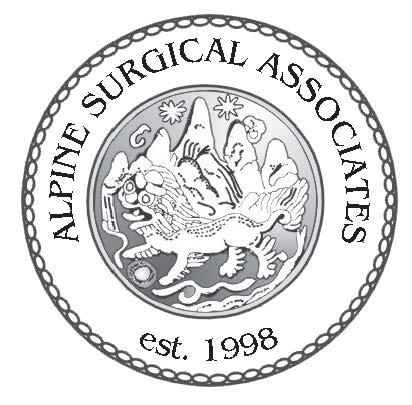 ALPINE SURGICAL ASSOCIATES
est. 1998